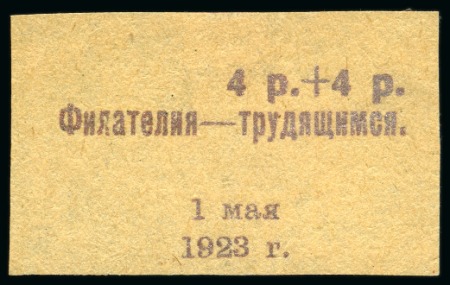 4 р.+4 р.
Филателия—трудящимся.
1 мая
1923 г.